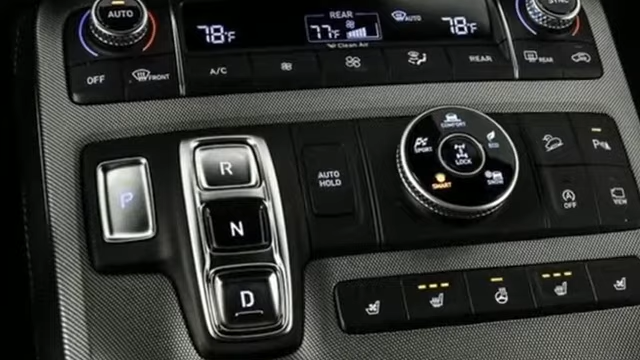 AUTO
78°F
REAR
77°F
AUTO
78°F
SYNC
Clean AIR
OFF
FRONT
A/C
REAR
REAR
P
R
N
D
AUTO
HOLD
COMFORT
SPORT
ECO
LOCK
SMART
SNOW
OFF
VIEW